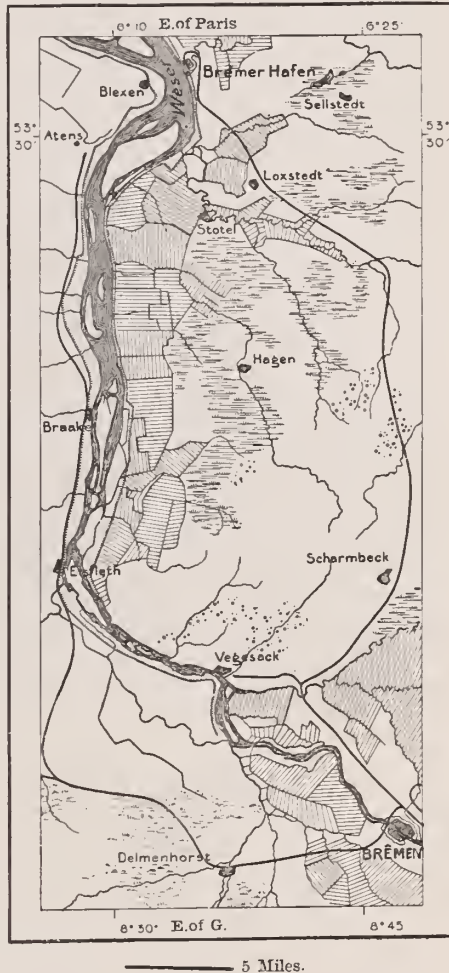 6°10 E.of Paris 6°25
Bremer Hafen
Weser
Blexen
Sellstedt
53°
30'
53°
30'
Atens
Loxstedt
Stotel
Hagen
Braake
Elsfleth
Scharmbeck
Vegesack
Delmenhorst
BRÊMEN
8°30' E.of G. 8°45
5 Miles.